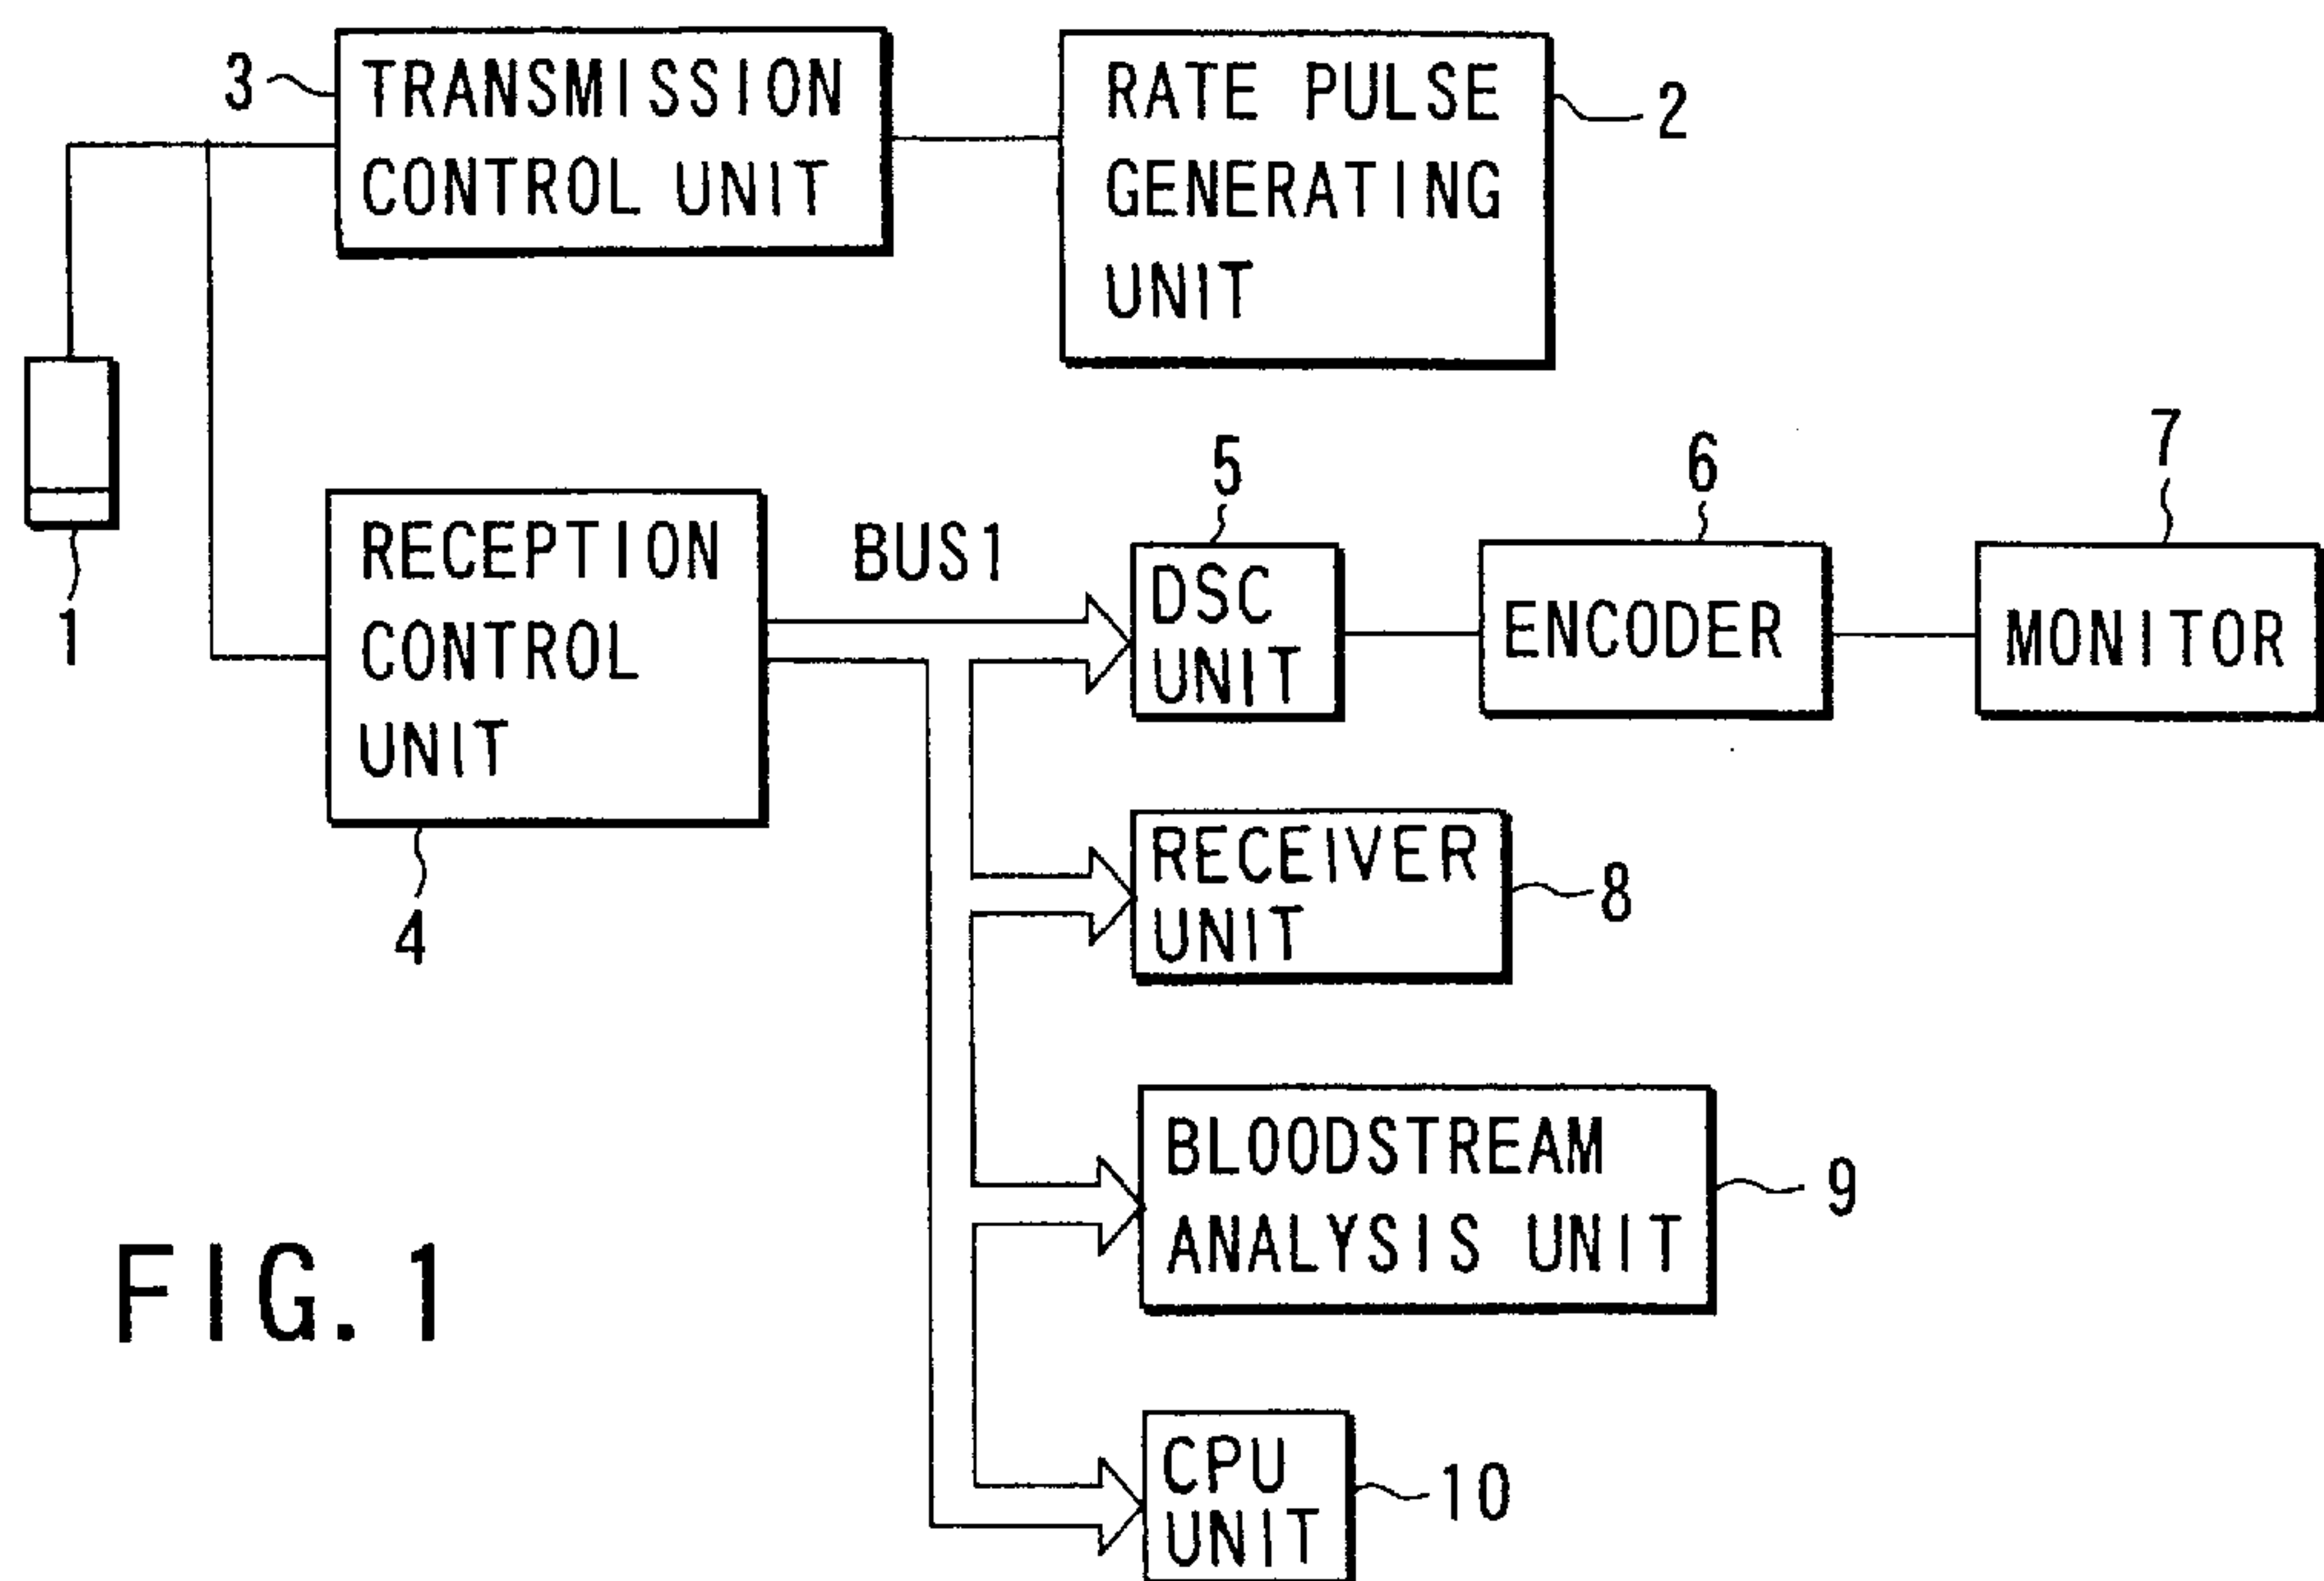 3
TRANSMISSION
CONTROL UNIT
RATE PULSE
GENERATING
UNIT
2
1
RECEPTION
CONTROL
UNIT
4
BUS1
5
DSC
UNIT
6
ENCODER
7
MONITOR
RECEIVER
UNIT
8
BLOODSTREAM
ANALYSIS UNIT
9
CPU
UNIT
10
FIG. 1